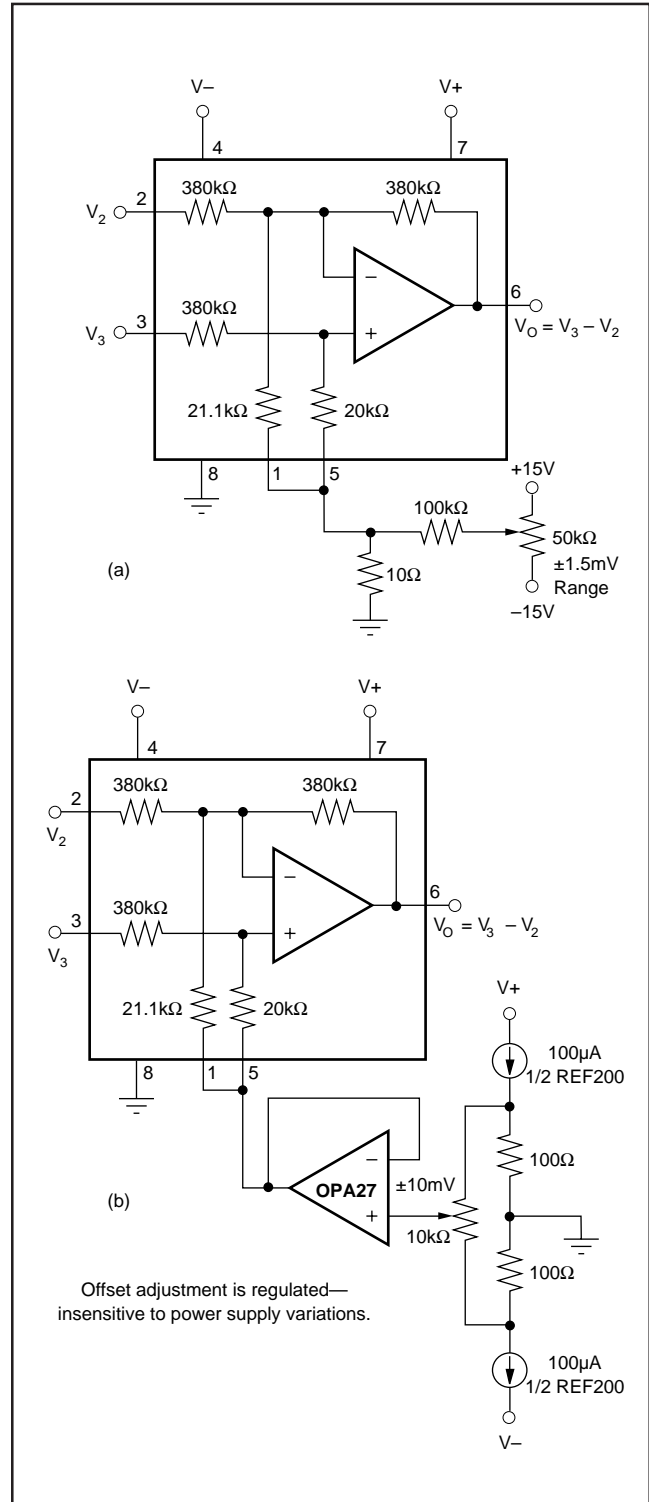 V–
V+
4
7
2
380kΩ
380kΩ
V2
–
6
3
380kΩ
+
V3
VO = V3 – V2
21.1kΩ
20kΩ
8
1
5
+15V
100kΩ
50kΩ
±1.5mV
Range
10Ω
(a)
–15V
V–
V+
4
7
2
380kΩ
380kΩ
V2
–
6
3
380kΩ
+
V3
VO = V3 – V2
21.1kΩ
20kΩ
V+
8
1
5
100µA
1/2 REF200
–
OPA27
±10mV
100Ω
(b)
+
10kΩ
100Ω
Offset adjustment is regulated—
insensitive to power supply variations.
100µA
1/2 REF200
V–